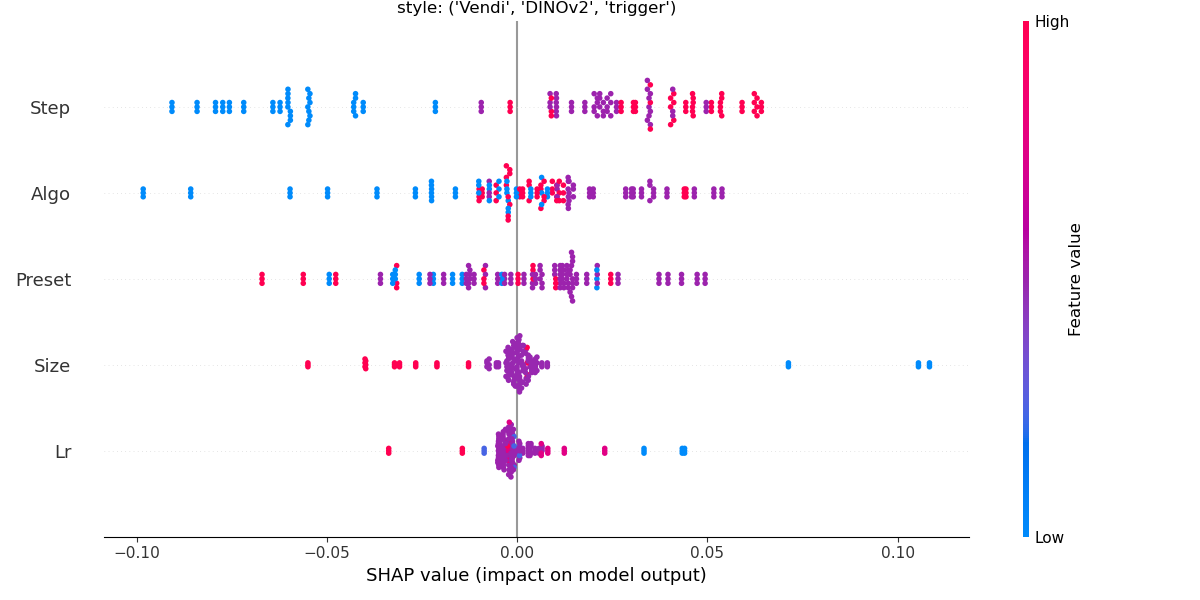 style: ('Vendi', 'DINOv2', 'trigger')
High
Step
Algo
Preset
Size
Lr
Feature value
Low
−0.10
−0.05
0.00
0.05
0.10
SHAP value (impact on model output)